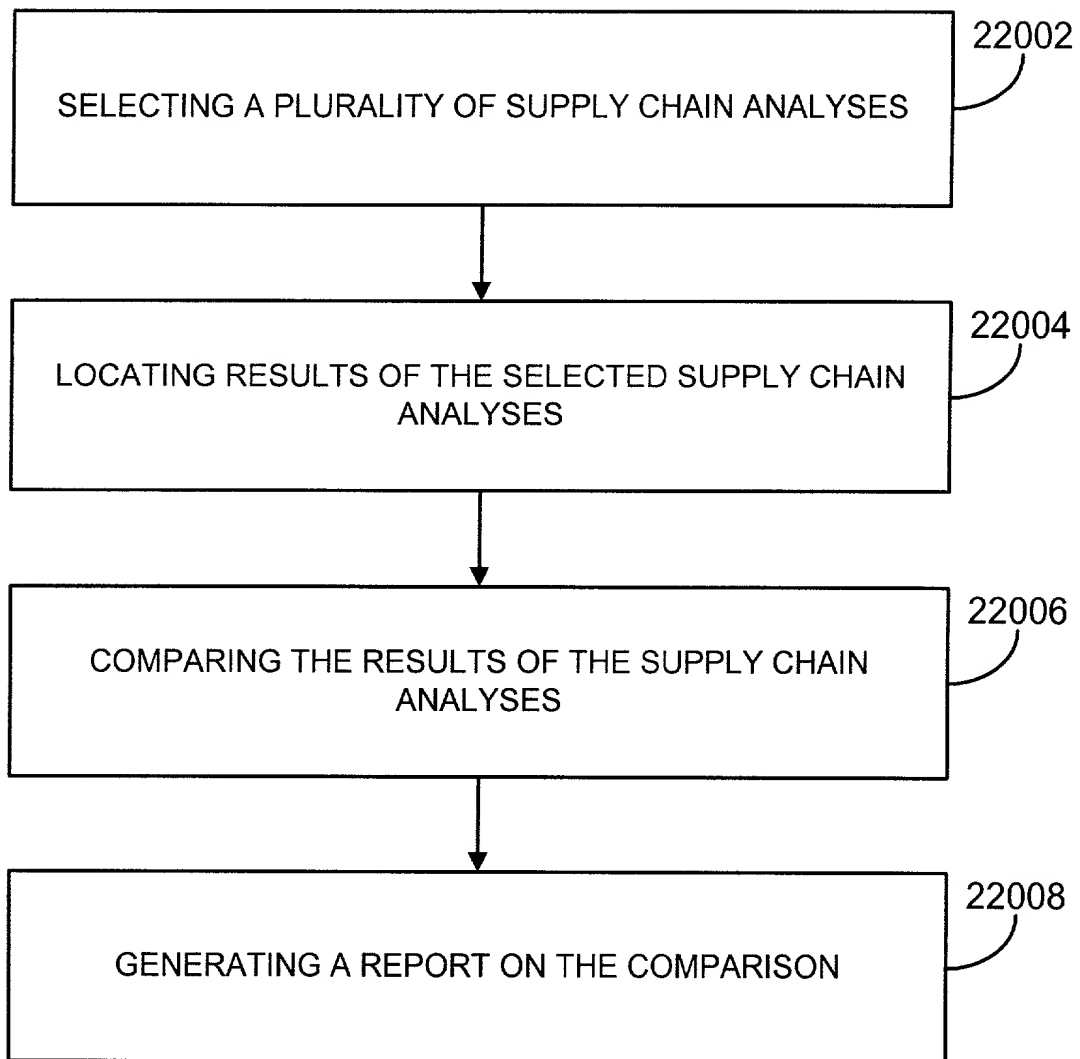 22002
SELECTING A PLURALITY OF SUPPLY CHAIN ANALYSES
22004
LOCATING RESULTS OF THE SELECTED SUPPLY CHAIN
ANALYSES
22006
COMPARING THE RESULTS OF THE SUPPLY CHAIN
ANALYSES
22008
GENERATING A REPORT ON THE COMPARISON